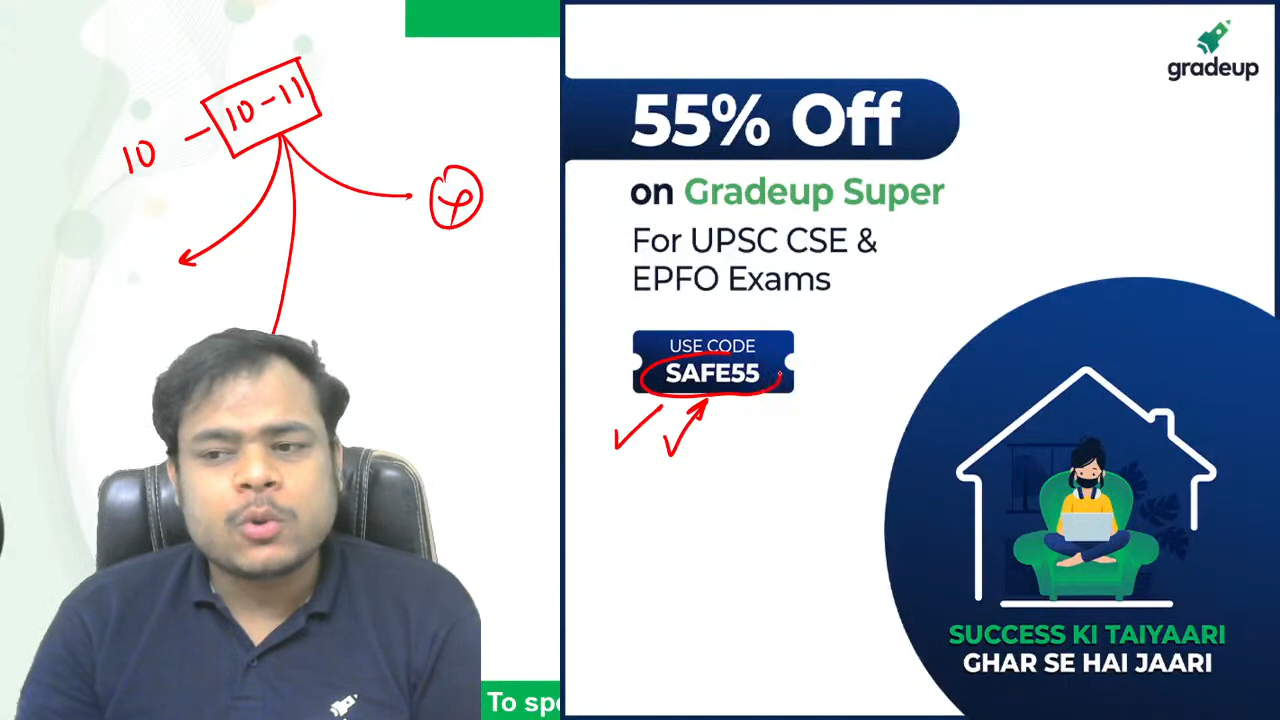 10 - 10-11
gradeup
55% Off
on Gradeup Super
For UPSC CSE &
EPFO Exams
USE CODE
SAFE55
SUCCESS KI TAIYAARI
GHAR SE HAI JAARI
To spe